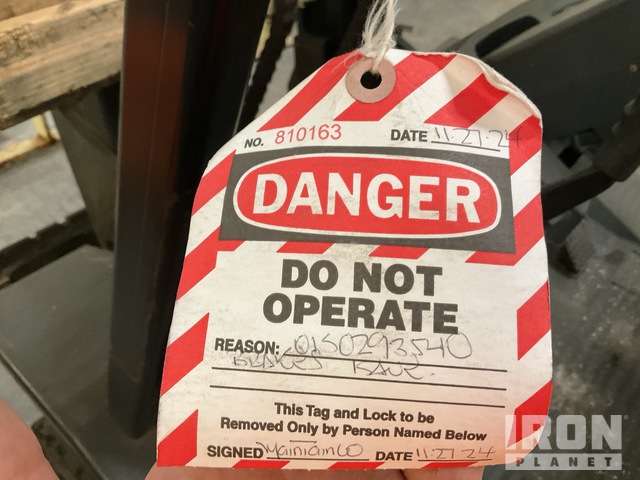 NO. 810163 DATE 11-27-24
DANGER
DO NOT
OPERATE
REASON: 0150293540
This Tag and Lock to be
Removed Only by Person Named Below
SIGNED MaintainCo DATE 11-27-24
IRON
PLANET